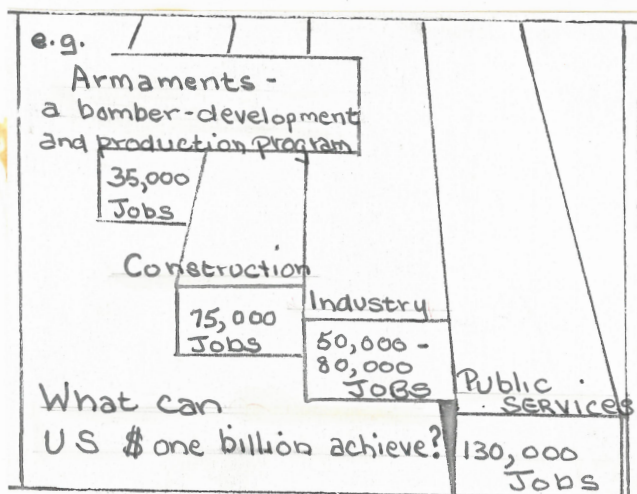 e.g.
Armaments -
a bomber-development
and production program
35,000
Jobs
Construction
75,000
Jobs
Industry
50,000 -
80,000
JOBS
Public
SERVICES
130,000
Jobs
What can
US $ one billion achieve?